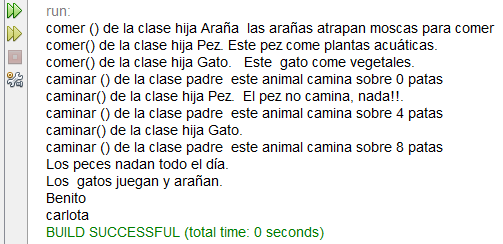 run:
comer () de la clase hija Araña  las arañas atrapan moscas para comer
comer() de la clase hija Pez. Este pez come plantas acuáticas.
comer() de la clase hija Gato.   Este  gato come vegetales.
caminar () de la clase padre  este animal camina sobre 0 patas
caminar() de la clase hija Pez.  El pez no camina, nada!!.
caminar () de la clase padre  este animal camina sobre 4 patas
caminar() de la clase hija Gato.
caminar () de la clase padre  este animal camina sobre 8 patas
Los peces nadan todo el día.
Los  gatos juegan y arañan.
Benito
carlota
BUILD SUCCESSFUL (total time: 0 seconds)